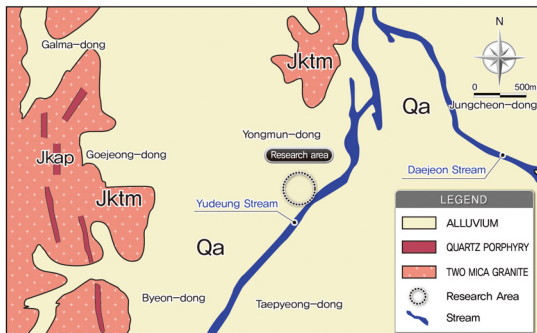 Galma-dong
Jktm
N
0 500m
Qa
Jungcheon-dong
Yongmun-dong
Research area
Jkap
Goejeong-dong
Daejeon Stream
Jktm
Yudeung Stream
Qa
Byeon-dong
Taepyeong-dong
LEGEND
ALLUVIUM
QUARTZ PORPHYRY
TWO MICA GRANITE
Research Area
Stream